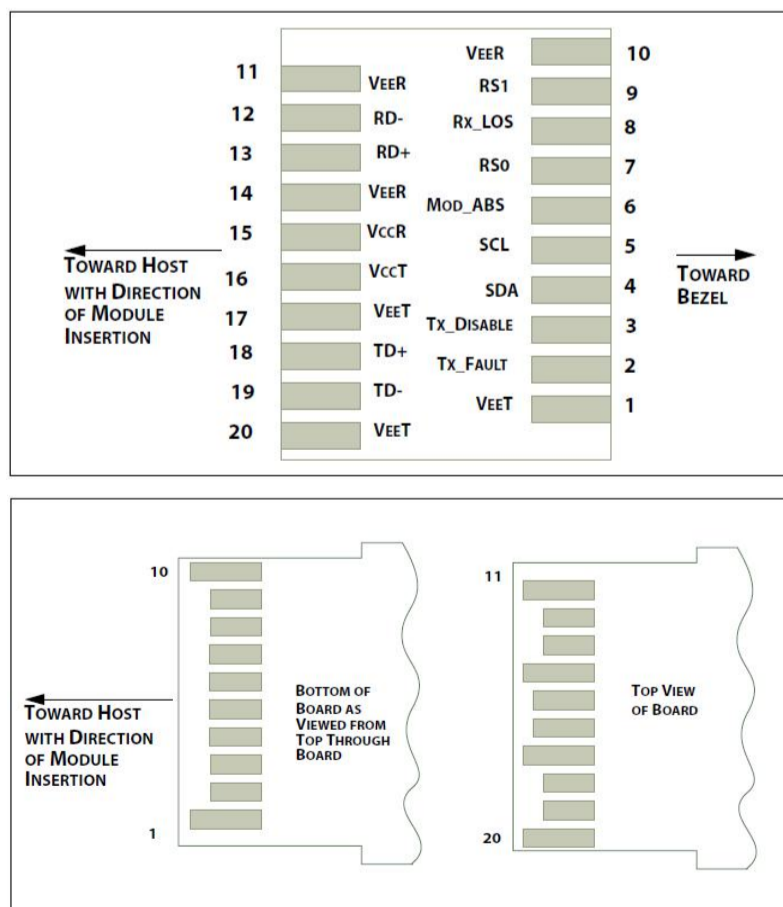 VEER 10
11 VEER RS1 9
12 RD- RX_LOS 8
13 RD+ RS0 7
14 VEER MOD_ABS 6
15 VCCR SCL 5
16 VCCT SDA 4
17 VEET TX_DISABLE 3
18 TD+ TX_FAULT 2
19 TD- VEET 1
20 VEET
TOWARD HOST
WITH DIRECTION
OF MODULE
INSERTION
TOWARD
BEZEL
10
1
BOTTOM OF
BOARD AS
VIEWED FROM
TOP THROUGH
BOARD
TOWARD HOST
WITH DIRECTION
OF MODULE
INSERTION
11
20
TOP VIEW
OF BOARD